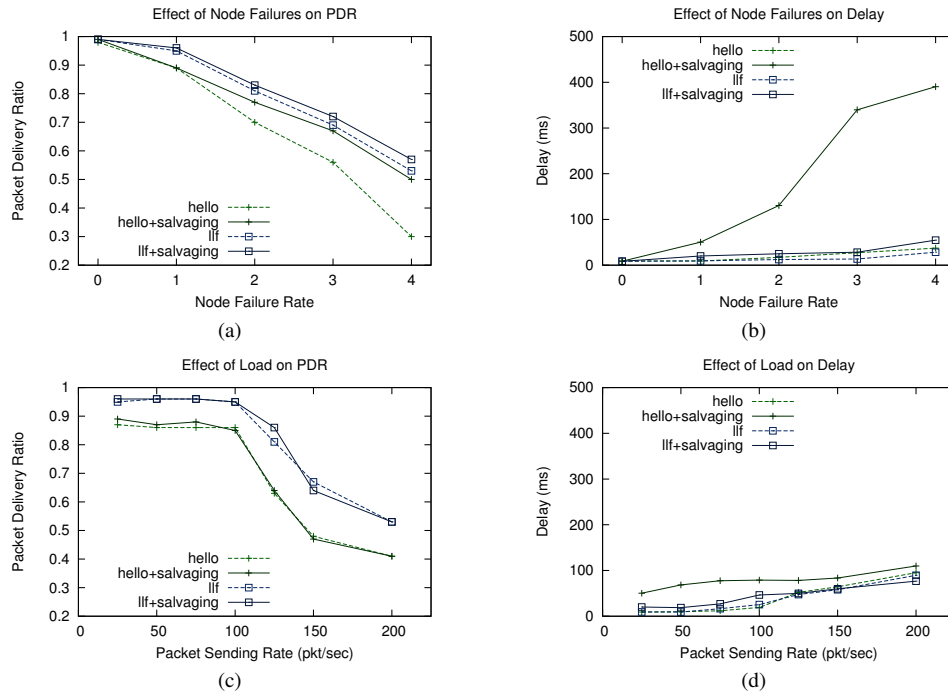 Effect of Node Failures on PDR
1
0.9
0.8
0.7
0.6
0.5
0.4
0.3
0.2
Packet Delivery Ratio
hello
hello+salvaging
llf
llf+salvaging
0 1 2 3 4
Node Failure Rate
(a)
Effect of Node Failures on Delay
500
400
300
200
100
0
Delay (ms)
hello
hello+salvaging
llf
llf+salvaging
0 1 2 3 4
Node Failure Rate
(b)
Effect of Load on PDR
1
0.9
0.8
0.7
0.6
0.5
0.4
0.3
0.2
Packet Delivery Ratio
hello
hello+salvaging
llf
llf+salvaging
0 50 100 150 200
Packet Sending Rate (pkt/sec)
(c)
Effect of Load on Delay
500
400
300
200
100
0
Delay (ms)
hello
hello+salvaging
llf
llf+salvaging
0 50 100 150 200
Packet Sending Rate (pkt/sec)
(d)